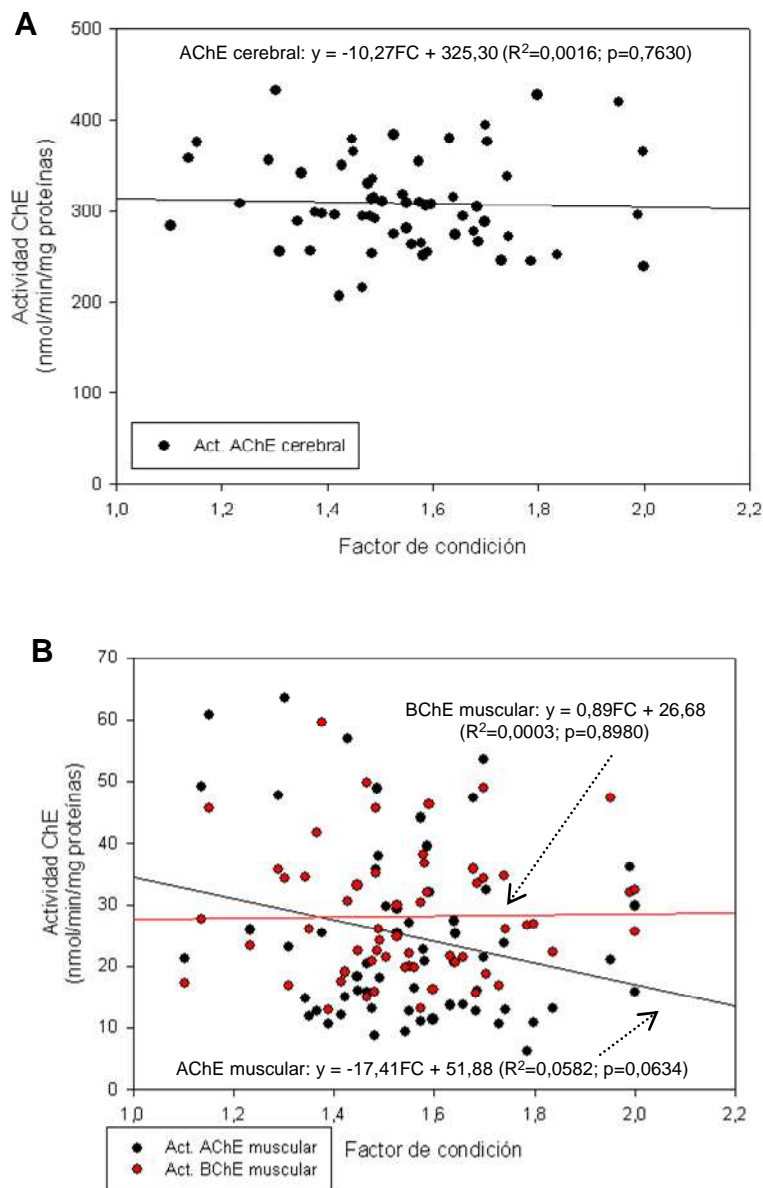 A
AChE cerebral: y = -10,27FC + 325,30 (R²=0,0016; p=0,7630)
500
400
300
200
100
0
Actividad ChE
(nmol/min/mg proteínas)
Act. AChE cerebral
1,0 1,2 1,4 1,6 1,8 2,0 2,2
Factor de condición
B
70
60
50
40
30
20
10
0
Actividad ChE
(nmol/min/mg proteínas)
BChE muscular: y = 0,89FC + 26,68
(R²=0,0003; p=0,8980)
AChE muscular: y = -17,41FC + 51,88 (R²=0,0582; p=0,0634)
1,0 1,2 1,4 1,6 1,8 2,0 2,2
Act. AChE muscular
Act. BChE muscular
Factor de condición